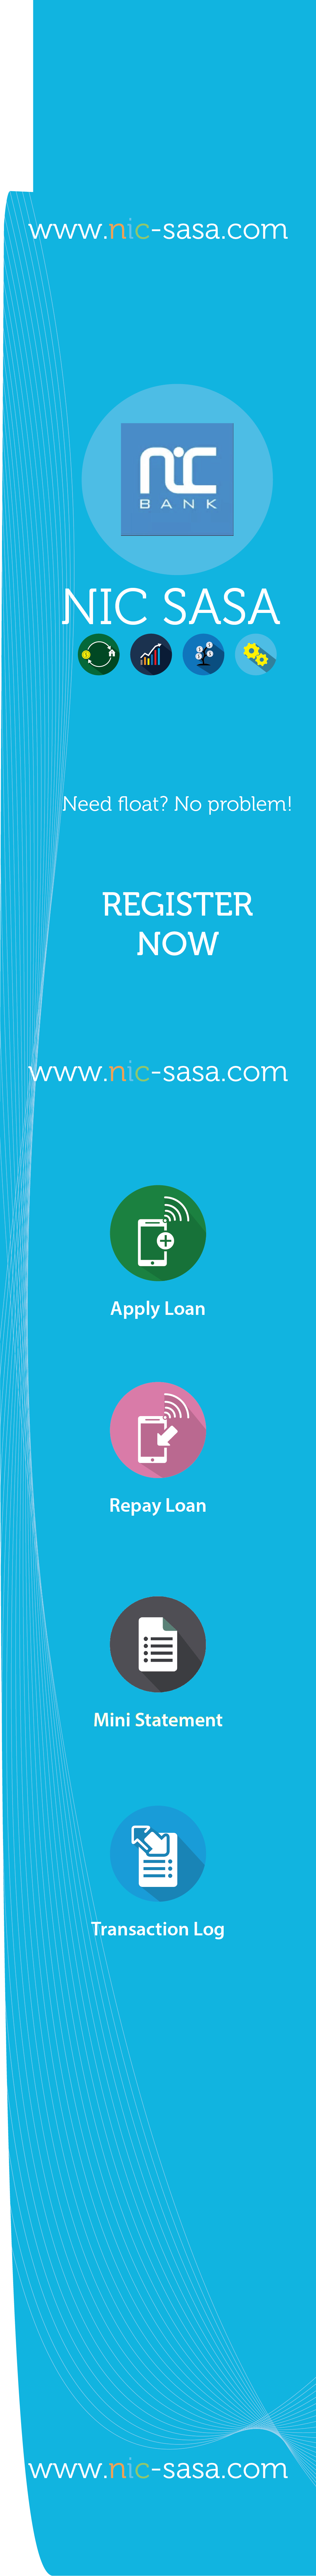 www.nic-sasa.com
nic
BANK
NIC SASA
Need float? No problem!
REGISTER
NOW
www.nic-sasa.com
Apply Loan
Repay Loan
Mini Statement
Transaction Log
www.nic-sasa.com